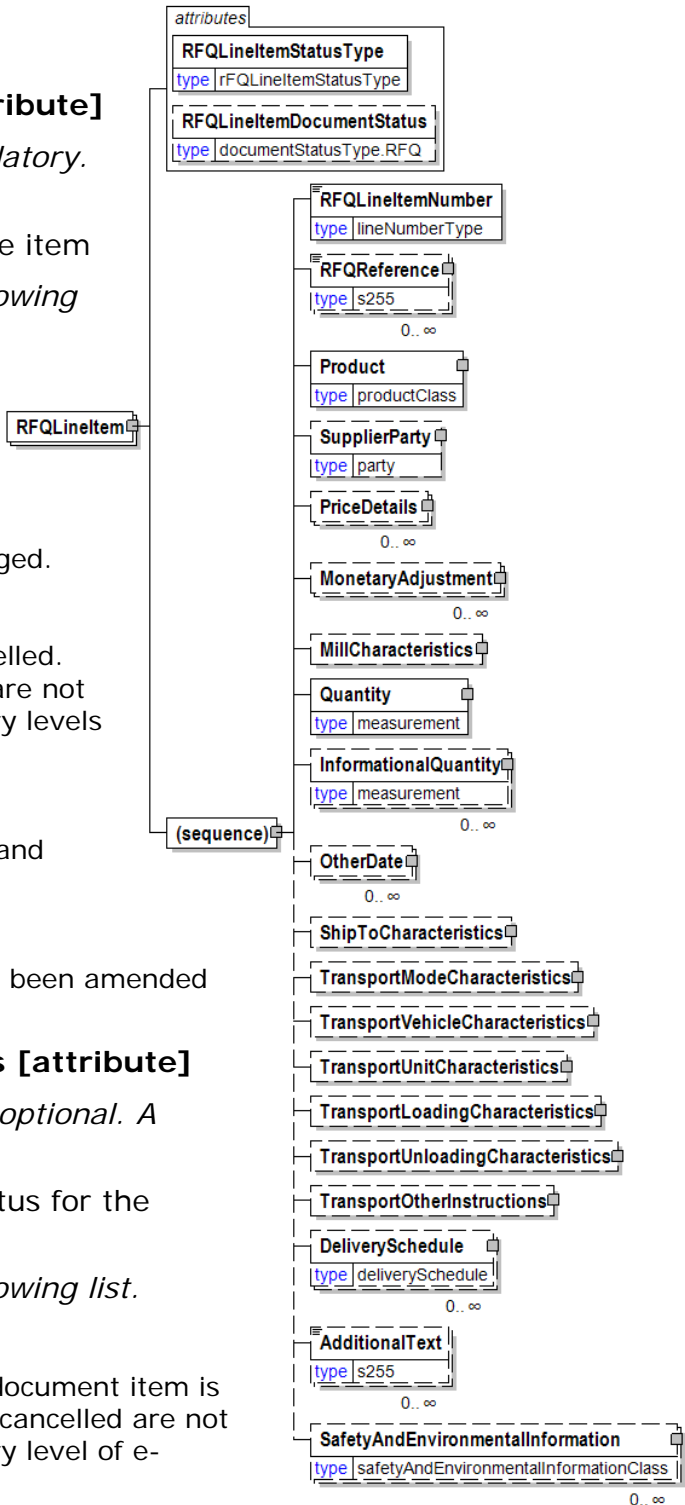 attributes
RFQLineItemStatusType
type rFQLineItemStatusType
RFQLineItemDocumentStatus
type documentStatusType.RFQ
ribute]
latory.
e item
owing
ged.
elled.
are not
ry levels
and
been amended
s [attribute]
optional. A
tus for the
owing list.
document item is
cancelled are not
ry level of e-
RFQLineItem
(sequence)
RFQLineItemNumber
type lineNumberType
RFQReference
type s255
0.. ∞
Product
type productClass
SupplierParty
type party
PriceDetails
0.. ∞
MonetaryAdjustment
0.. ∞
MillCharacteristics
Quantity
type measurement
InformationalQuantity
type measurement
0.. ∞
OtherDate
0.. ∞
ShipToCharacteristics
TransportModeCharacteristics
TransportVehicleCharacteristics
TransportUnitCharacteristics
TransportLoadingCharacteristics
TransportUnloadingCharacteristics
TransportOtherInstructions
DeliverySchedule
type deliverySchedule
0.. ∞
AdditionalText
type s255
0.. ∞
SafetyAndEnvironmentalInformation
type safetyAndEnvironmentalInformationClass
0.. ∞